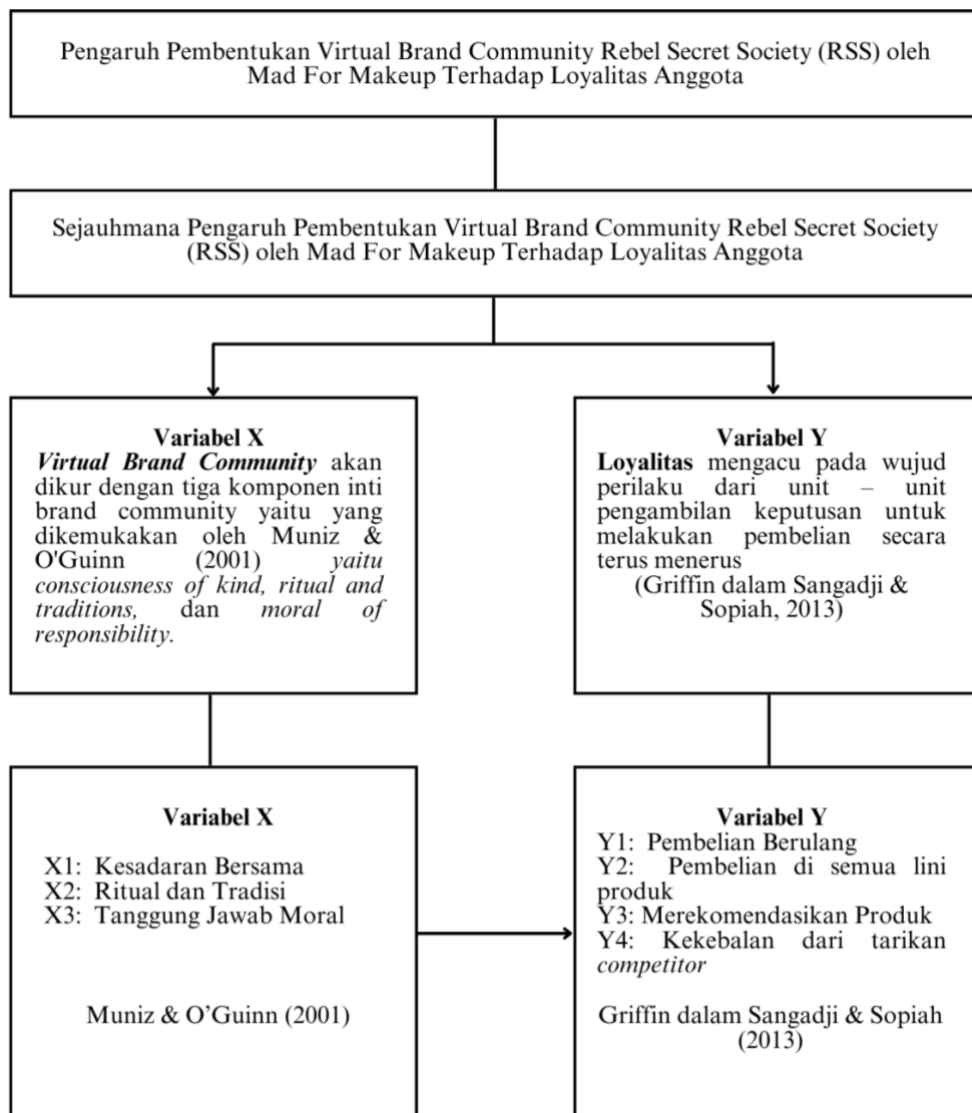 Pengaruh Pembentukan Virtual Brand Community Rebel Secret Society (RSS) oleh
Mad For Makeup Terhadap Loyalitas Anggota
Sejauhmana Pengaruh Pembentukan Virtual Brand Community Rebel Secret Society
(RSS) oleh Mad For Makeup Terhadap Loyalitas Anggota
Variabel X
Virtual Brand Community akan
dikur dengan tiga komponen inti
brand community yaitu yang
dikemukakan oleh Muniz &
O'Guinn (2001) yaitu
consciousness of kind, ritual and
traditions, dan moral of
responsibility.
Variabel Y
Loyalitas mengacu pada wujud
perilaku dari unit – unit
pengambilan keputusan untuk
melakukan pembelian secara
terus menerus
(Griffin dalam Sangadji &
Sopiah, 2013)
Variabel X
X1: Kesadaran Bersama
X2: Ritual dan Tradisi
X3: Tanggung Jawab Moral
Muniz & O’Guinn (2001)
Variabel Y
Y1: Pembelian Berulang
Y2: Pembelian di semua lini
produk
Y3: Merekomendasikan Produk
Y4: Kekebalan dari tarikan
competitor
Griffin dalam Sangadji & Sopiah
(2013)